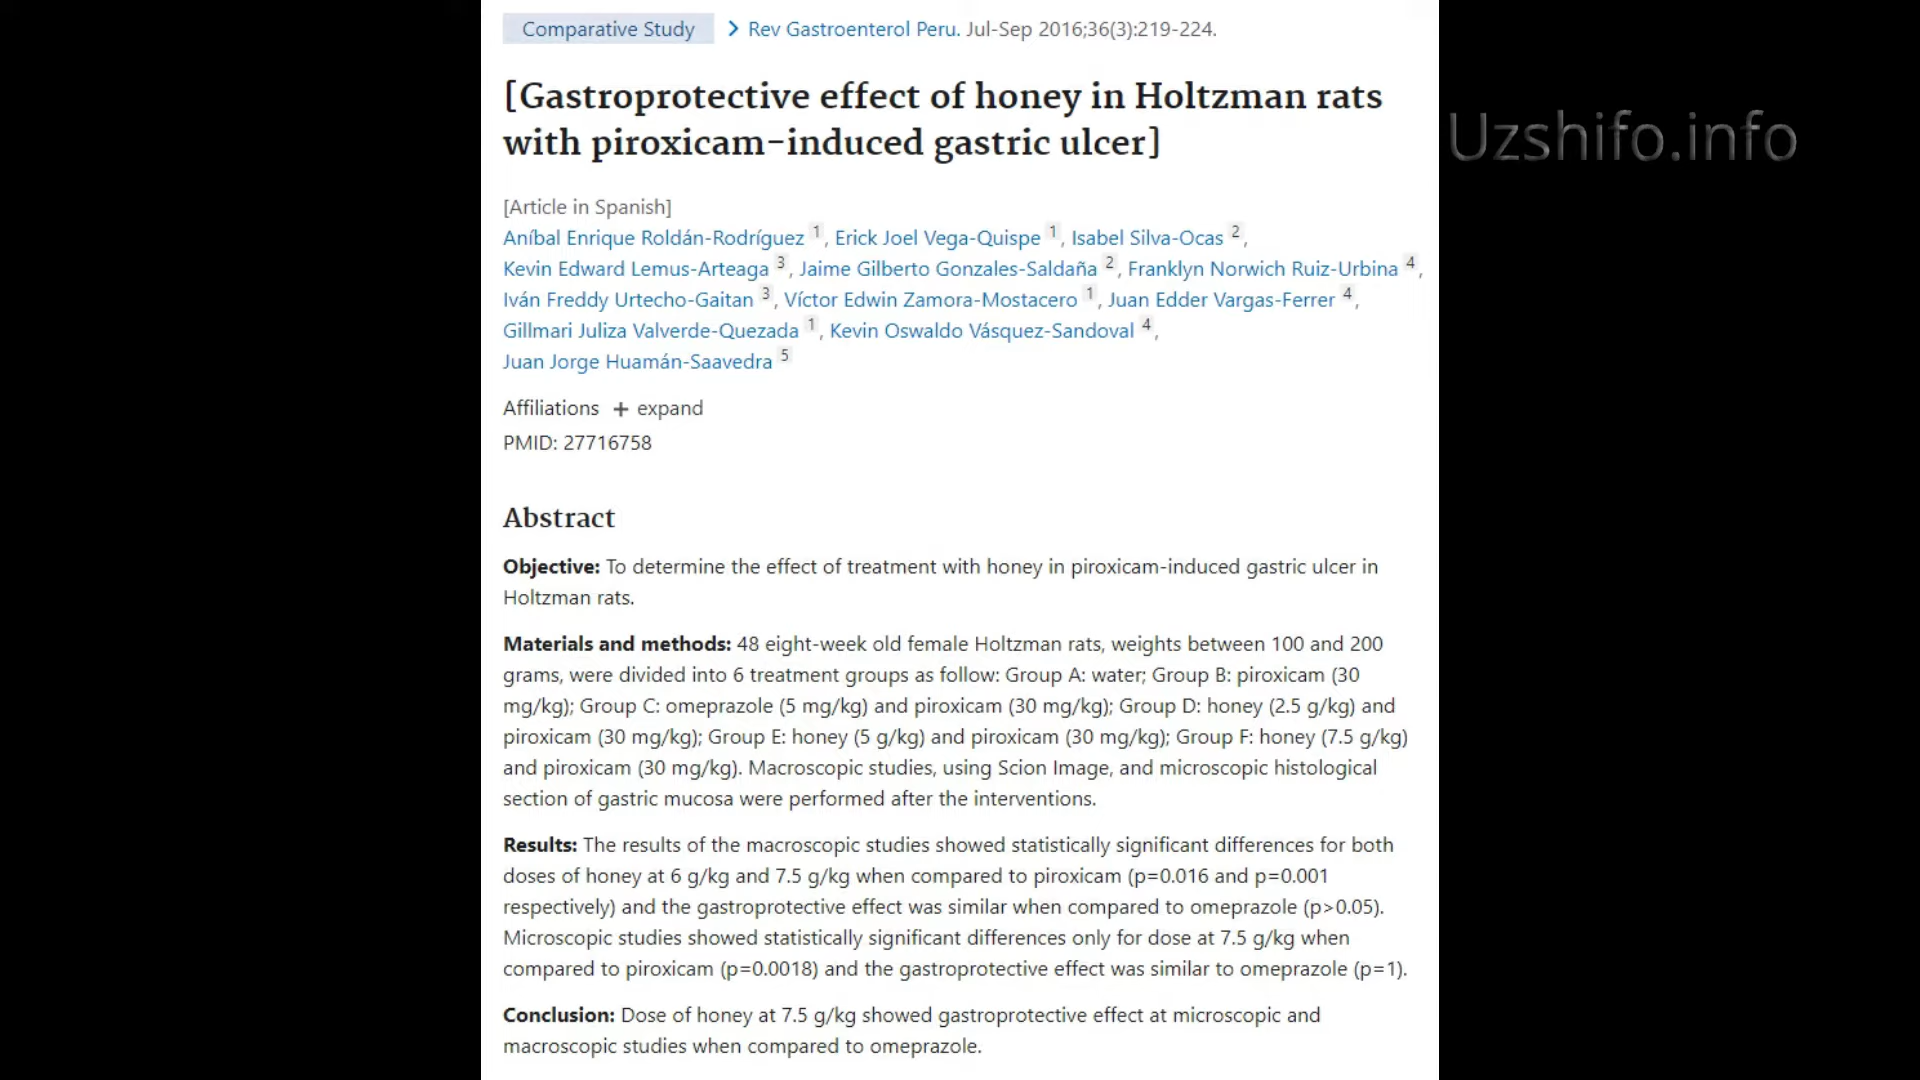 Comparative Study > Rev Gastroenterol Peru. Jul-Sep 2016;36(3):219-224.
[Gastroprotective effect of honey in Holtzman rats
with piroxicam-induced gastric ulcer]
Uzshifo.info
[Article in Spanish]
Aníbal Enrique Roldán-Rodríguez 1, Erick Joel Vega-Quispe 1, Isabel Silva-Ocas 2,
Kevin Edward Lemus-Arteaga 3, Jaime Gilberto Gonzales-Saldaña 2, Franklyn Norwich Ruiz-Urbina 4,
Iván Freddy Urtecho-Gaitan 3, Víctor Edwin Zamora-Mostacero 1, Juan Edder Vargas-Ferrer 4,
Gillmari Juliza Valverde-Quezada 1, Kevin Oswaldo Vásquez-Sandoval 4,
Juan Jorge Huamán-Saavedra 5
Affiliations + expand
PMID: 27716758
Abstract
Objective: To determine the effect of treatment with honey in piroxicam-induced gastric ulcer in
Holtzman rats.
Materials and methods: 48 eight-week old female Holtzman rats, weights between 100 and 200
grams, were divided into 6 treatment groups as follow: Group A: water; Group B: piroxicam (30
mg/kg); Group C: omeprazole (5 mg/kg) and piroxicam (30 mg/kg); Group D: honey (2.5 g/kg) and
piroxicam (30 mg/kg); Group E: honey (5 g/kg) and piroxicam (30 mg/kg); Group F: honey (7.5 g/kg)
and piroxicam (30 mg/kg). Macroscopic studies, using Scion Image, and microscopic histological
section of gastric mucosa were performed after the interventions.
Results: The results of the macroscopic studies showed statistically significant differences for both
doses of honey at 6 g/kg and 7.5 g/kg when compared to piroxicam (p=0.016 and p=0.001
respectively) and the gastroprotective effect was similar when compared to omeprazole (p>0.05).
Microscopic studies showed statistically significant differences only for dose at 7.5 g/kg when
compared to piroxicam (p=0.0018) and the gastroprotective effect was similar to omeprazole (p=1).
Conclusion: Dose of honey at 7.5 g/kg showed gastroprotective effect at microscopic and
macroscopic studies when compared to omeprazole.